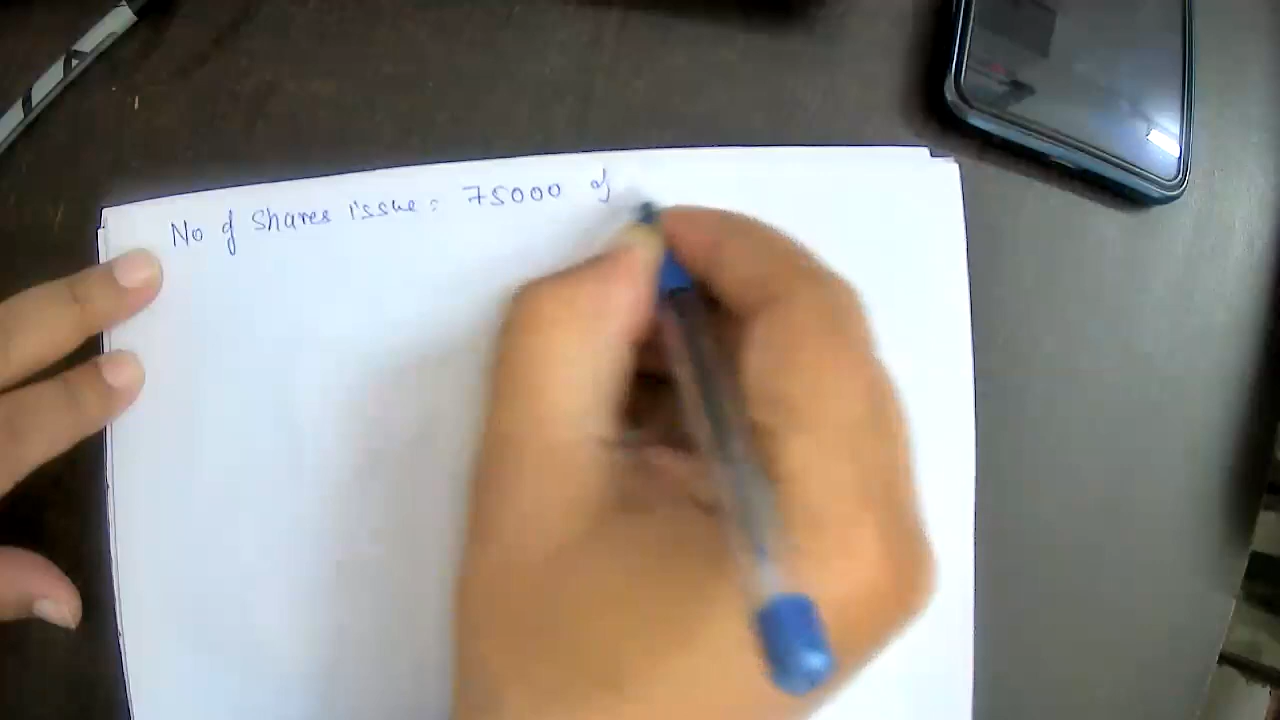 No of Shares issue = 75000 of